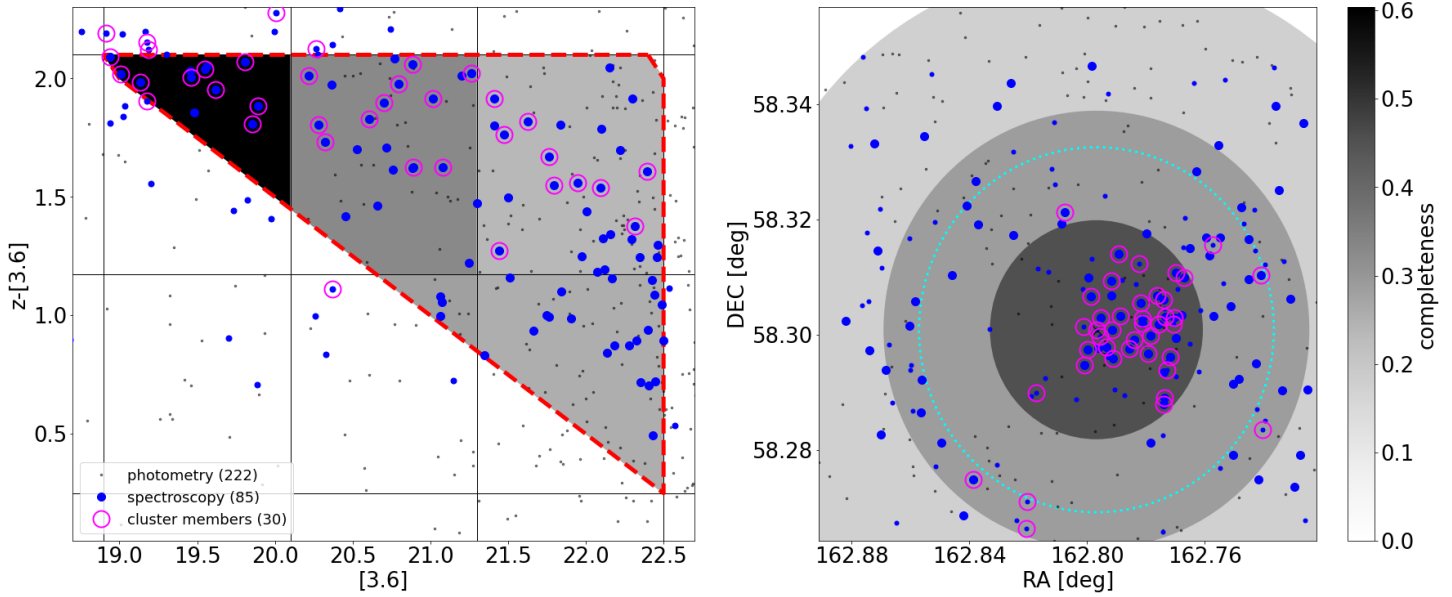 2.0
1.5
1.0
0.5
z-[3.6]
photometry (222)
spectroscopy (85)
cluster members (30)
19.0 19.5 20.0 20.5 21.0 21.5 22.0 22.5
[3.6]
58.34
58.32
58.30
58.28
DEC [deg]
162.88 162.84 162.80 162.76
RA [deg]
0.6
0.5
0.4
0.3
0.2
0.1
0.0
completeness